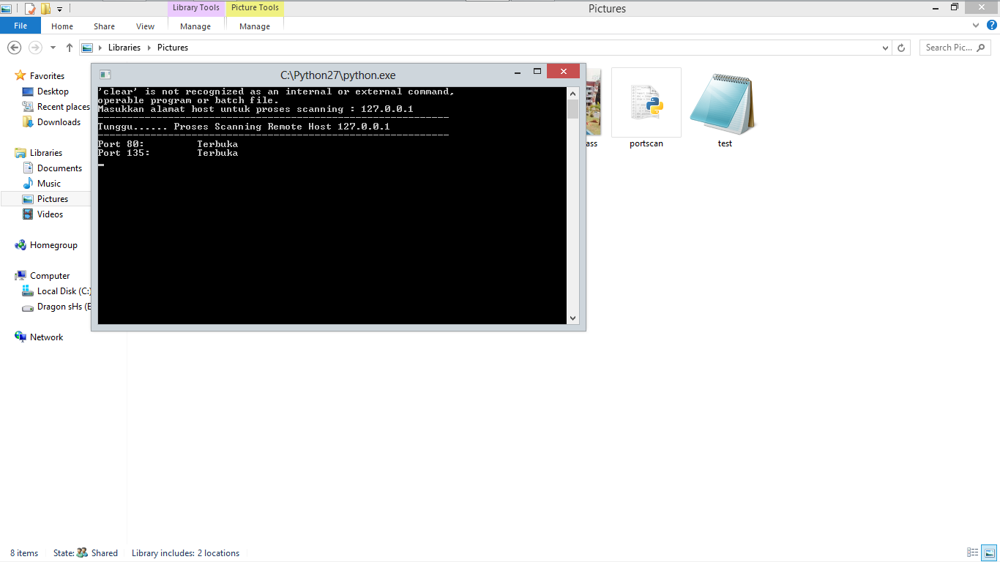 Library Tools
Picture Tools
Pictures
File
Home
Share
View
Manage
Manage
Libraries
Pictures
Search Pic...
Favorites
Desktop
Recent places
Downloads
Libraries
Documents
Music
Pictures
Videos
Homegroup
Computer
Local Disk (C:)
Dragon sHs (E
Network
C:\Python27\python.exe
'clear' is not recognized as an internal or external command,
operable program or batch file.
Masukkan alamat host untuk proses scanning : 127.0.0.1
------------------------------------------------------------
Tunggu...... Proses Scanning Remote Host 127.0.0.1
------------------------------------------------------------
Port 80: Terbuka
Port 135: Terbuka
ass
portscan
test
8 items
State: Shared
Library includes: 2 locations